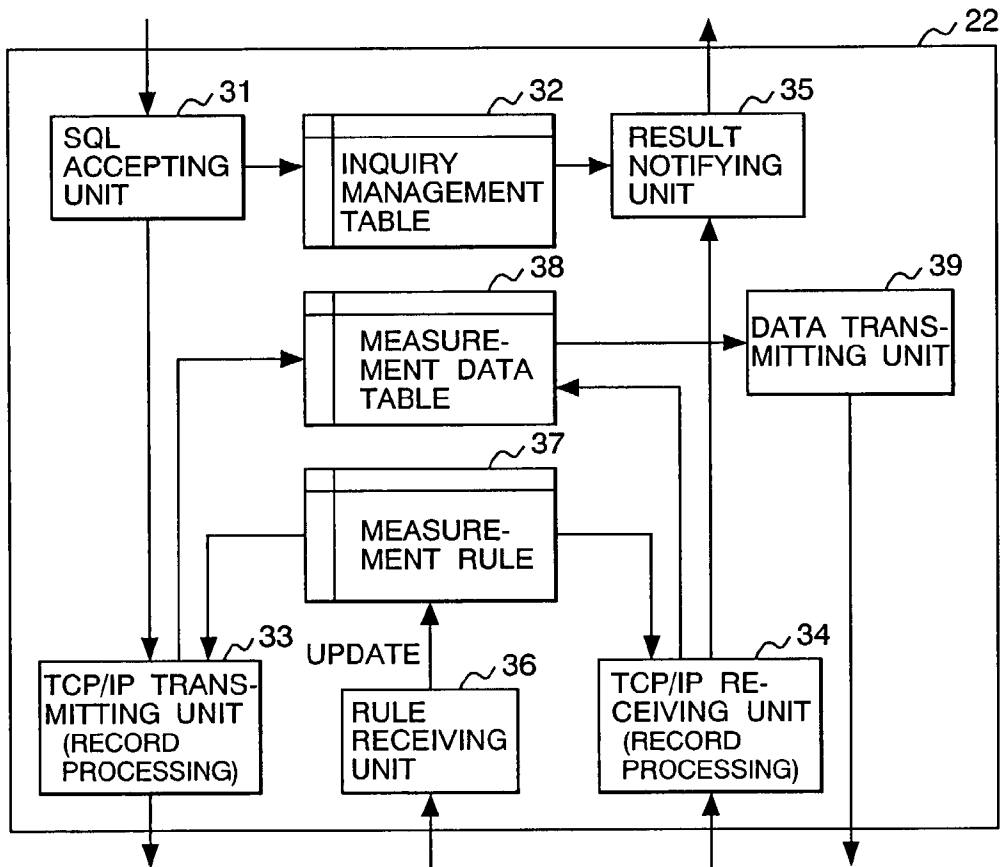 22
31
32
35
SQL
ACCEPTING
UNIT
INQUIRY
MANAGEMENT
TABLE
RESULT
NOTIFYING
UNIT
38
39
MEASURE-
MENT DATA
TABLE
DATA TRANS-
MITTING UNIT
37
MEASURE-
MENT RULE
33
UPDATE
36
34
TCP/IP TRANS-
MITTING UNIT
(RECORD
PROCESSING)
RULE
RECEIVING
UNIT
TCP/IP RE-
CEIVING UNIT
(RECORD
PROCESSING)